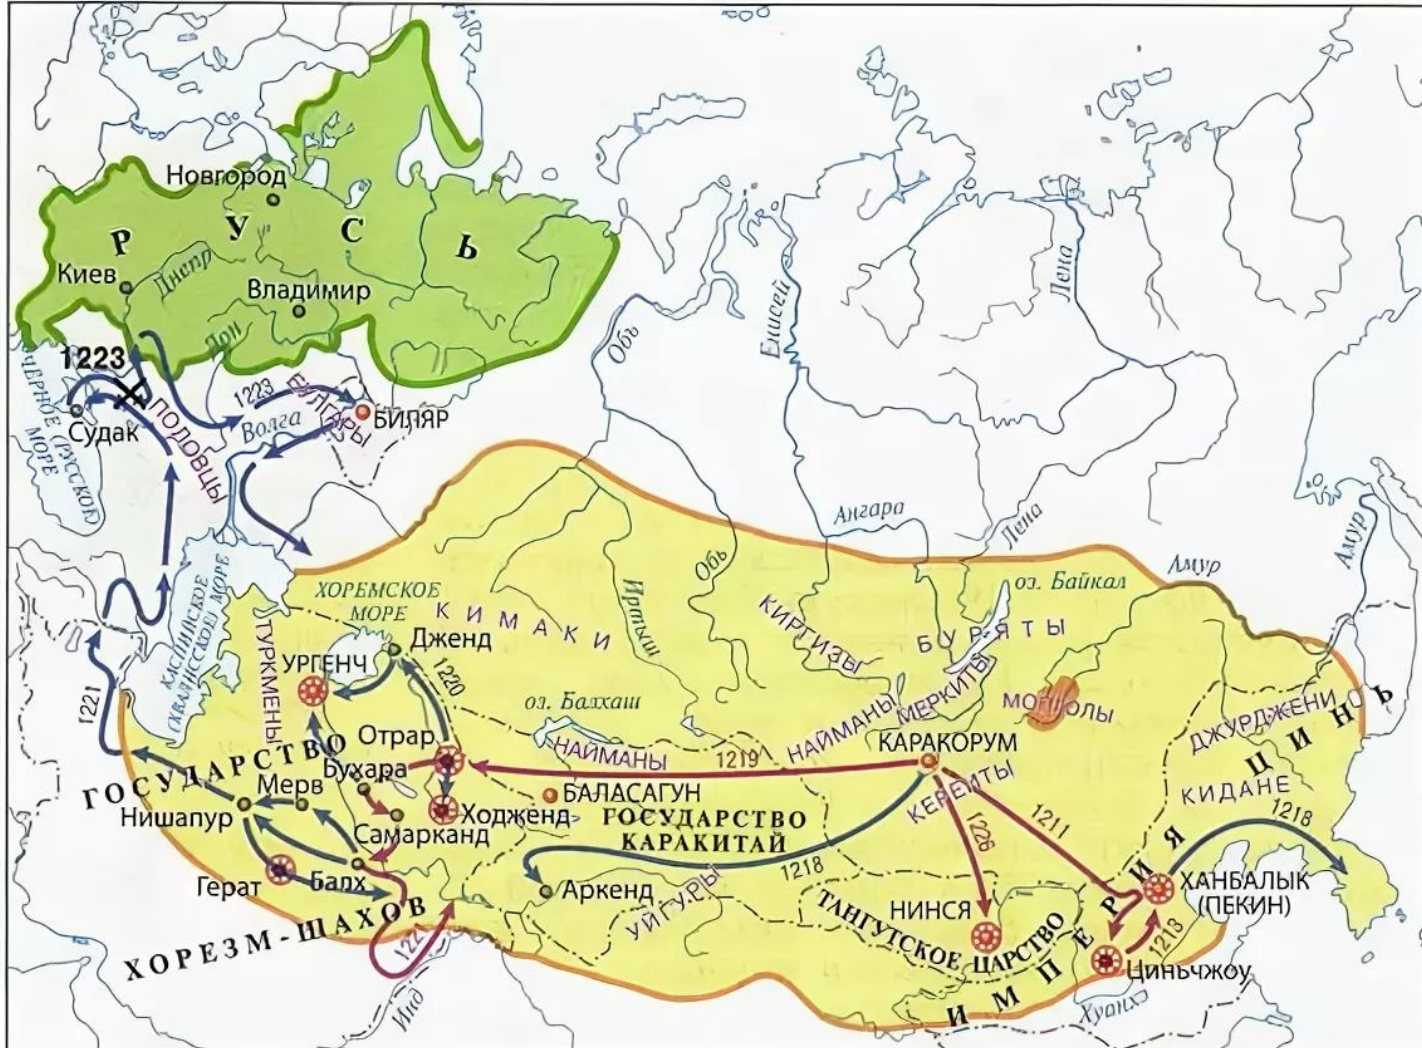 Новгород
Р У С Ь
Киев
Днепр
Владимир
Дон
1223
ЧЕРНОЕ (РУССКОЕ)
МОРЕ
Судак
ПОДОВЦЫ
1223
БУЛГАРЫ
БИЛЯР
Волга
Обь
Енисей
Лена
Ангара
Лена
Амур
Амур
оз. Байкал
КАСПИЙСКОЕ
(ХВАЛИССКОЕ) МОРЕ
ХОРЕМСКОЕ
МОРЕ
КИМАКИ
Иртыш
Обь
КИРГИЗЫ
БУРЯТЫ
ТУРКМЕНЫ
УРГЕНЧ
Дженд
1220
1221
оз. Балхаш
НАЙМАНЫ
1219
НАЙМАНЫ
МЕРКИТЫ
МОНГОЛЫ
ДЖУРДЖЕНИ
КАРАКОРУМ
КЕРЕИТЫ
КИДАНЕ
ИМПЕРИЯ ЦИНЬ
ГОСУДАРСТВО
ХОРЕЗМ-ШАХОВ
Отрар
Бухара
Мерв
Нишапур
Самарканд
Ходженд
БАЛАСАГУН
ГОСУДАРСТВО
КАРАКИТАЙ
1218
1226
1211
1218
Герат
Балх
Аркенд
УЙГУРЫ
ТАНГУТСКОЕ ЦАРСТВО
НИНСЯ
ХАНБАЛЫК
(ПЕКИН)
1213
Циньчжоу
Хуанхэ
1221
Инд